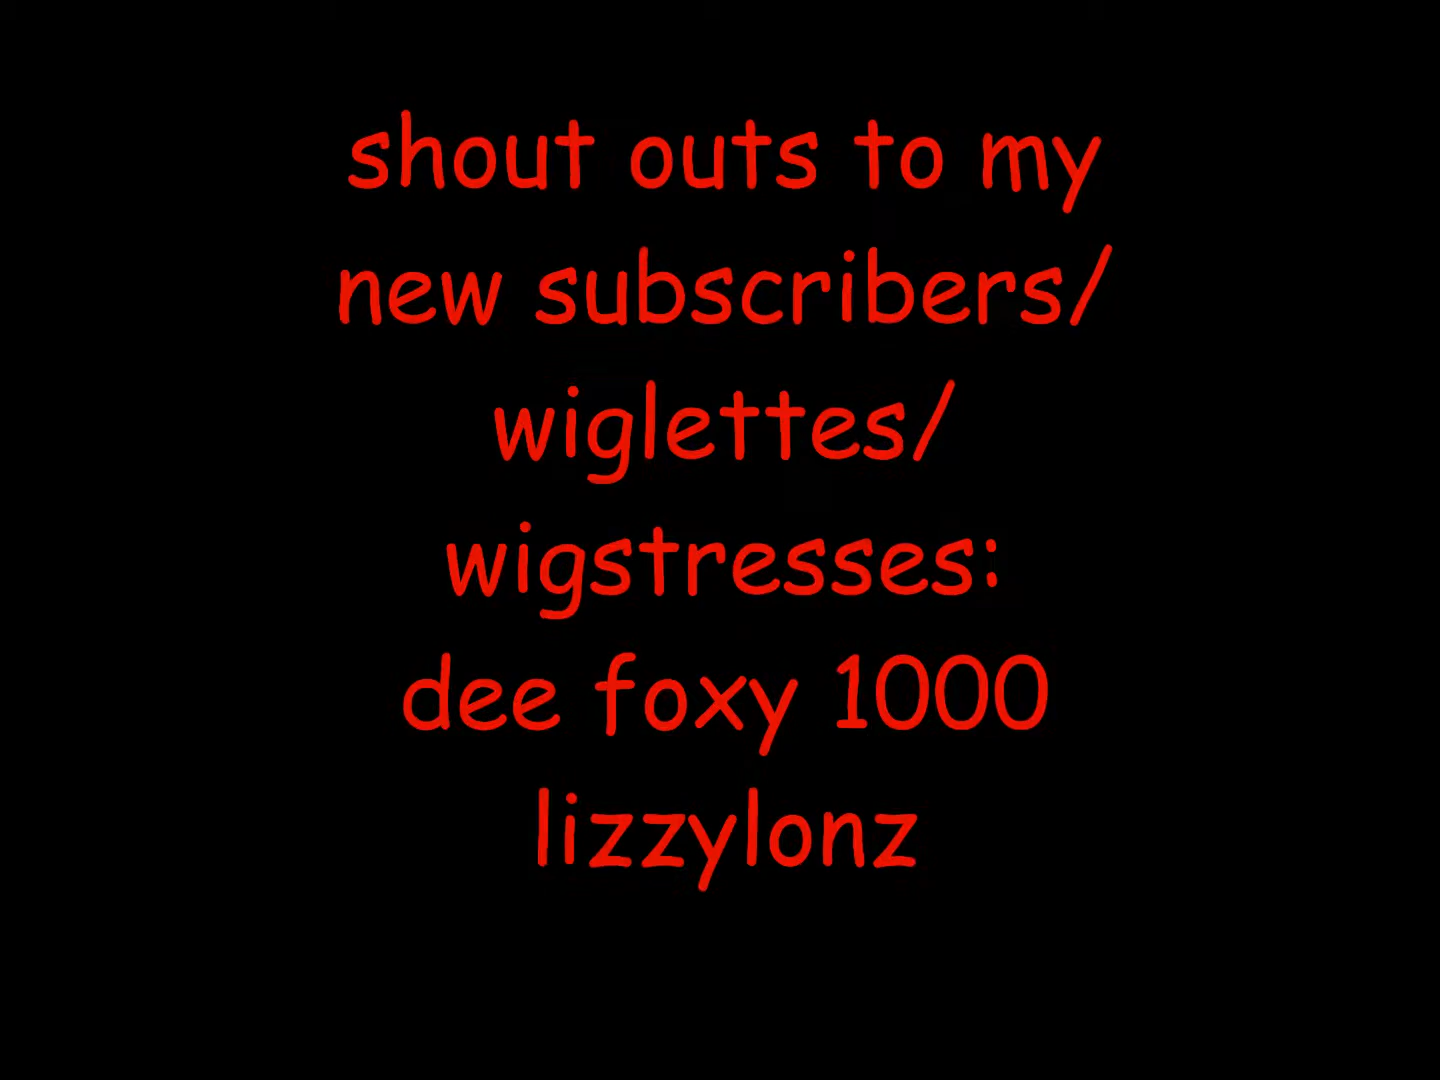 shout outs to my
new subscribers/
wiglettes/
wigstresses:
dee foxy 1000
lizzylonz